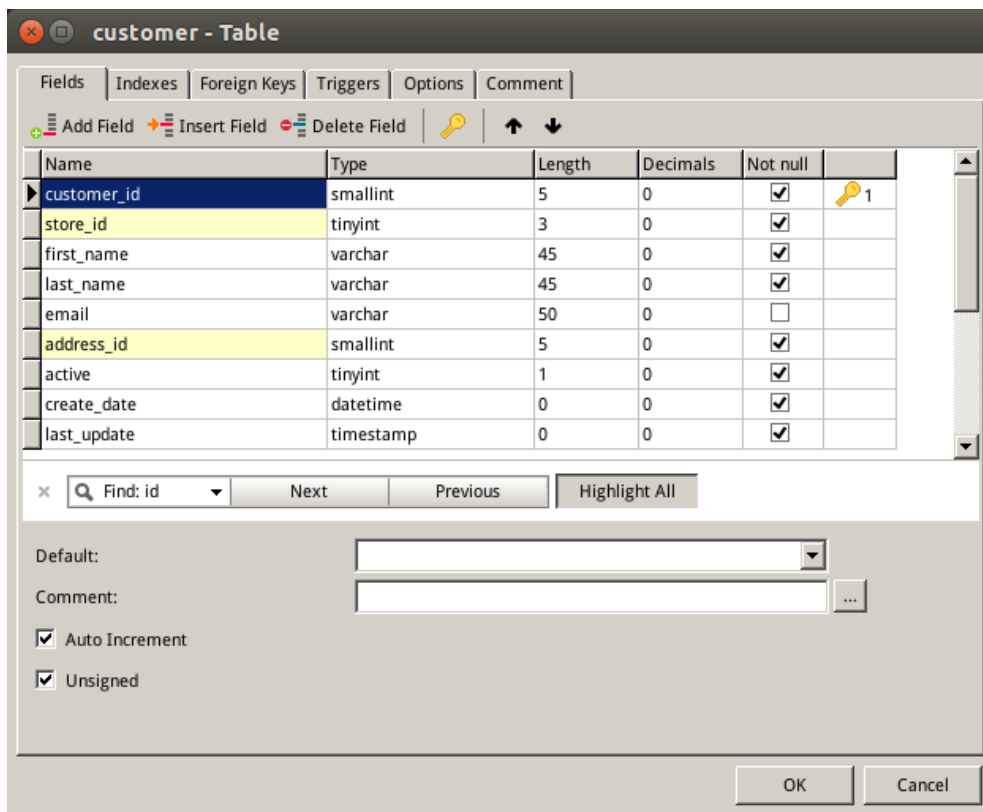 customer - Table
Fields Indexes Foreign Keys Triggers Options Comment
Add Field Insert Field Delete Field
Name Type Length Decimals Not null
customer_id smallint 5 0 1
store_id tinyint 3 0
first_name varchar 45 0
last_name varchar 45 0
email varchar 50 0
address_id smallint 5 0
active tinyint 1 0
create_date datetime 0 0
last_update timestamp 0 0
Find: id Next Previous Highlight All
Default:
Comment: ...
Auto Increment
Unsigned
OK Cancel